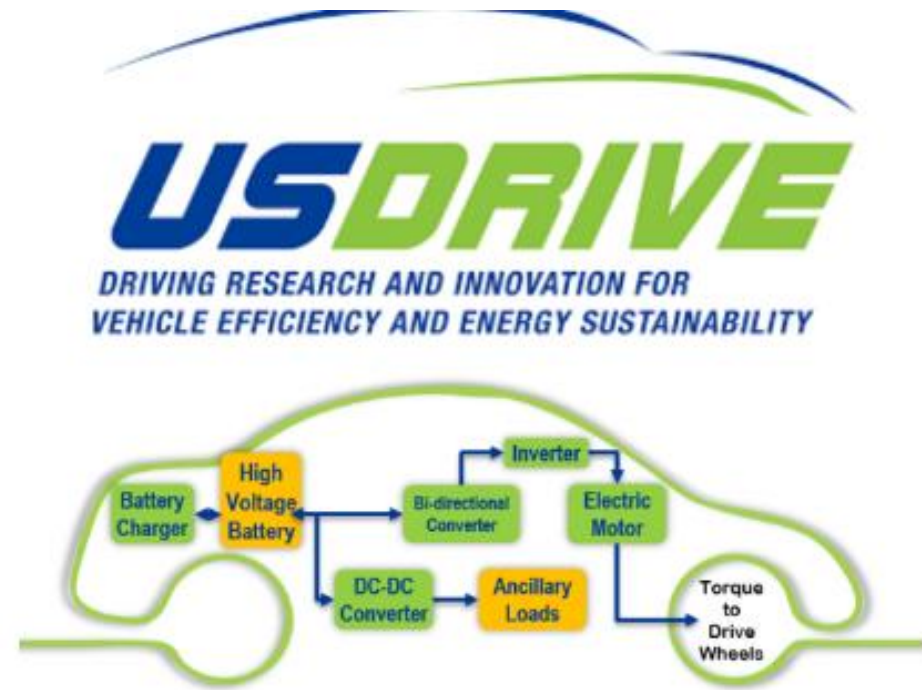 USDRIVE
DRIVING RESEARCH AND INNOVATION FOR
VEHICLE EFFICIENCY AND ENERGY SUSTAINABILITY
Inverter
High
Voltage
Battery
Battery
Charger
Bi-directional
Converter
Electric
Motor
DC-DC
Converter
Ancillary
Loads
Torque
to
Drive
Wheels